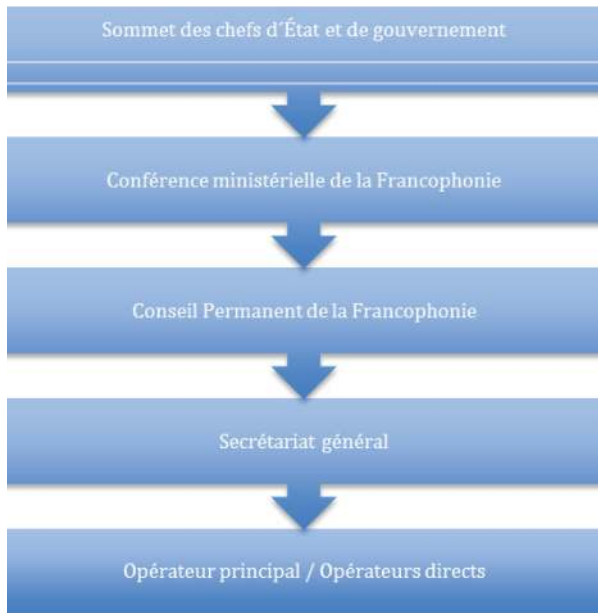 Sommet des chefs d´État et de gouvernement
Conférence ministérielle de la Francophonie
Conseil Permanent de la Francophonie
Secrétariat général
Opérateur principal / Opérateurs directs